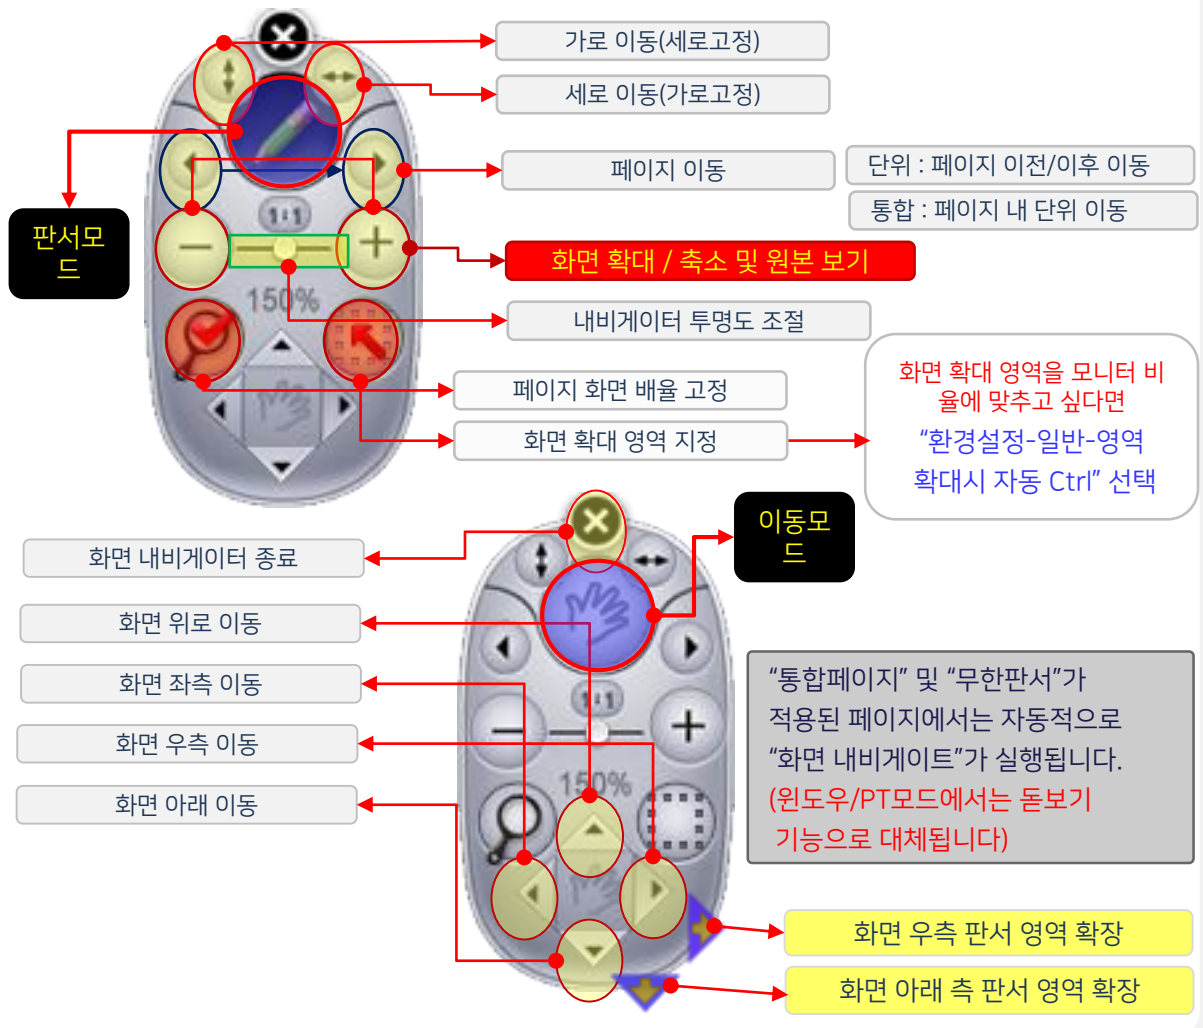 가로 이동(세로고정)
세로 이동(가로고정)
페이지 이동
단위 : 페이지 이전/이후 이동
통합 : 페이지 내 단위 이동
판서모
드
1:1
화면 확대 / 축소 및 원본 보기
150%
내비게이터 투명도 조절
페이지 화면 배율 고정
화면 확대 영역 지정
화면 확대 영역을 모니터 비
율에 맞추고 싶다면
“환경설정-일반-영역
확대시 자동 Ctrl” 선택
이동모
드
화면 내비게이터 종료
화면 위로 이동
화면 좌측 이동
화면 우측 이동
화면 아래 이동
1:1
150%
“통합페이지” 및 “무한판서”가
적용된 페이지에서는 자동적으로
“화면 내비게이트”가 실행됩니다.
(윈도우/PT모드에서는 돋보기
기능으로 대체됩니다)
화면 우측 판서 영역 확장
화면 아래 측 판서 영역 확장